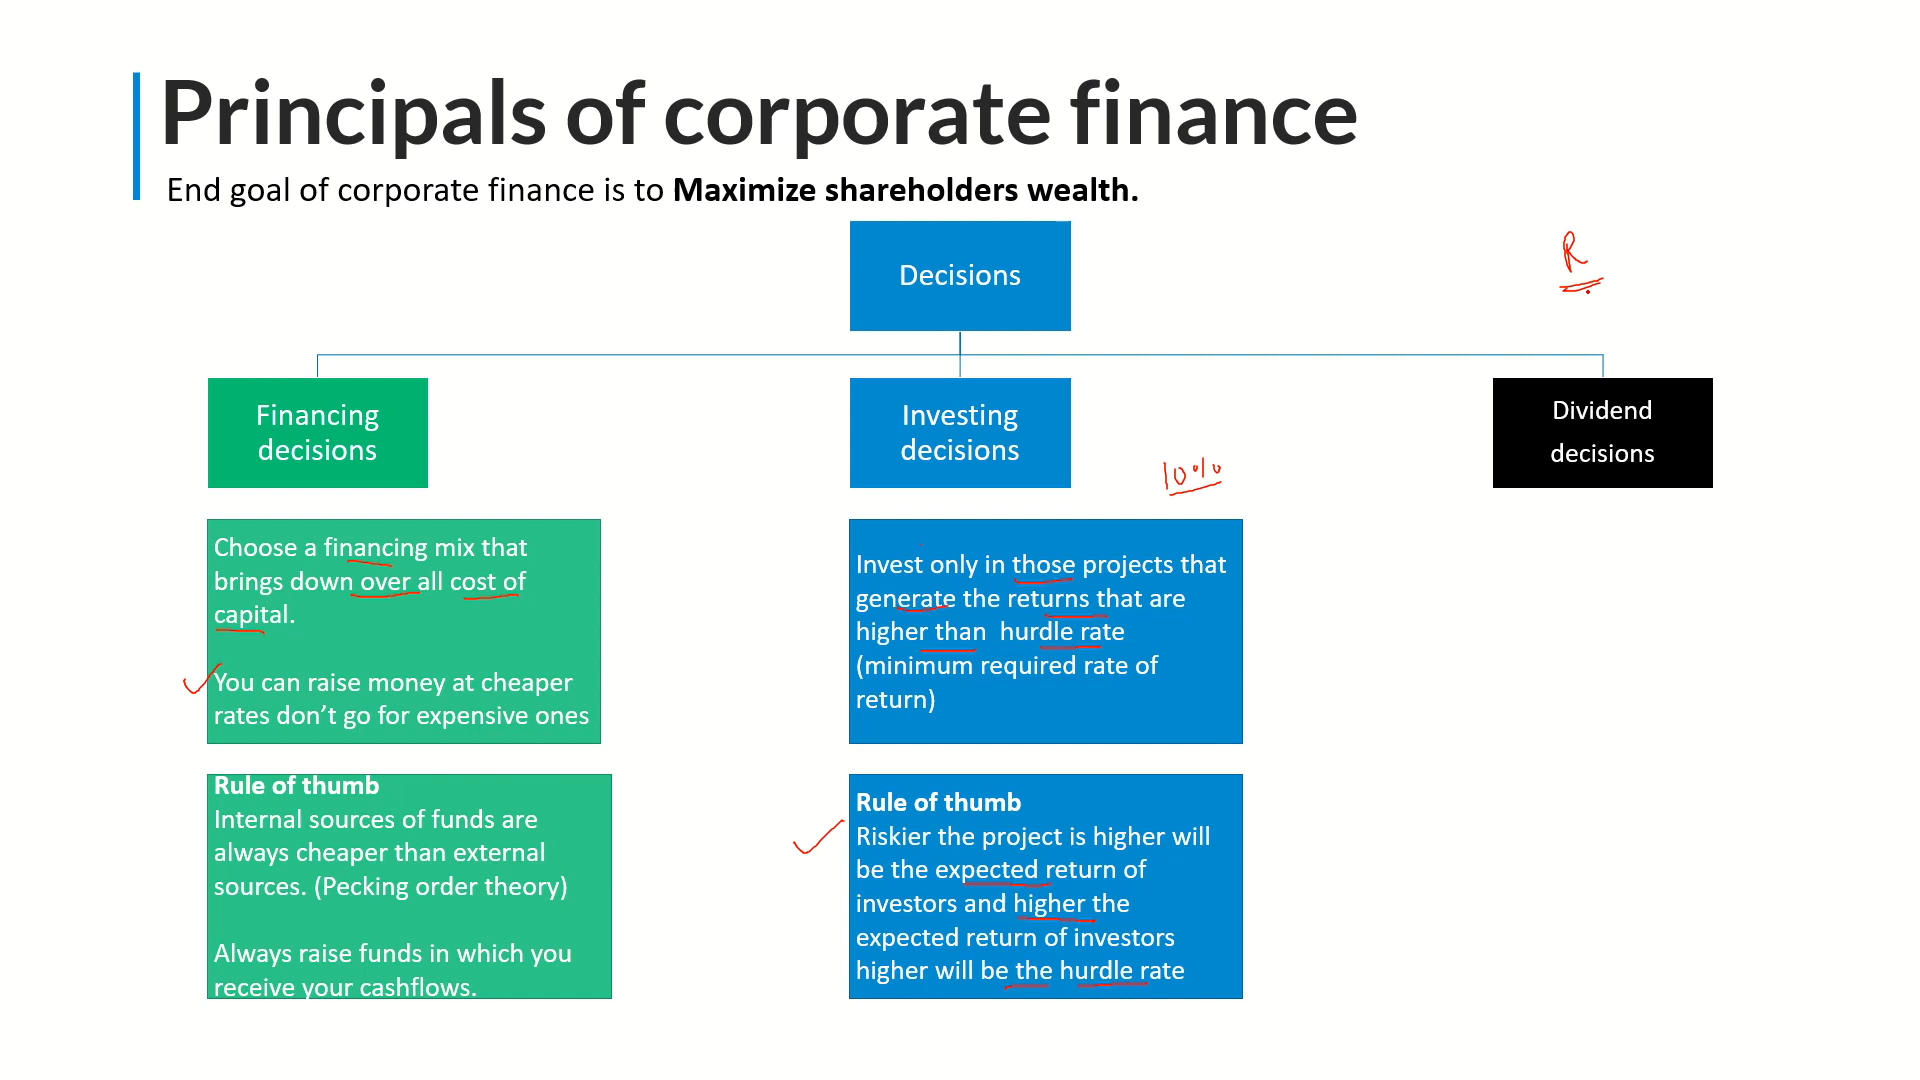 Principals of corporate finance
End goal of corporate finance is to Maximize shareholders wealth.
Decisions
R
Financing
decisions
Investing
decisions
Dividend
decisions
10%
Choose a financing mix that
brings down over all cost of
capital.
You can raise money at cheaper
rates don’t go for expensive ones
Invest only in those projects that
generate the returns that are
higher than hurdle rate
(minimum required rate of
return)
Rule of thumb
Internal sources of funds are
always cheaper than external
sources. (Pecking order theory)
Always raise funds in which you
receive your cashflows.
Rule of thumb
Riskier the project is higher will
be the expected return of
investors and higher the
expected return of investors
higher will be the hurdle rate